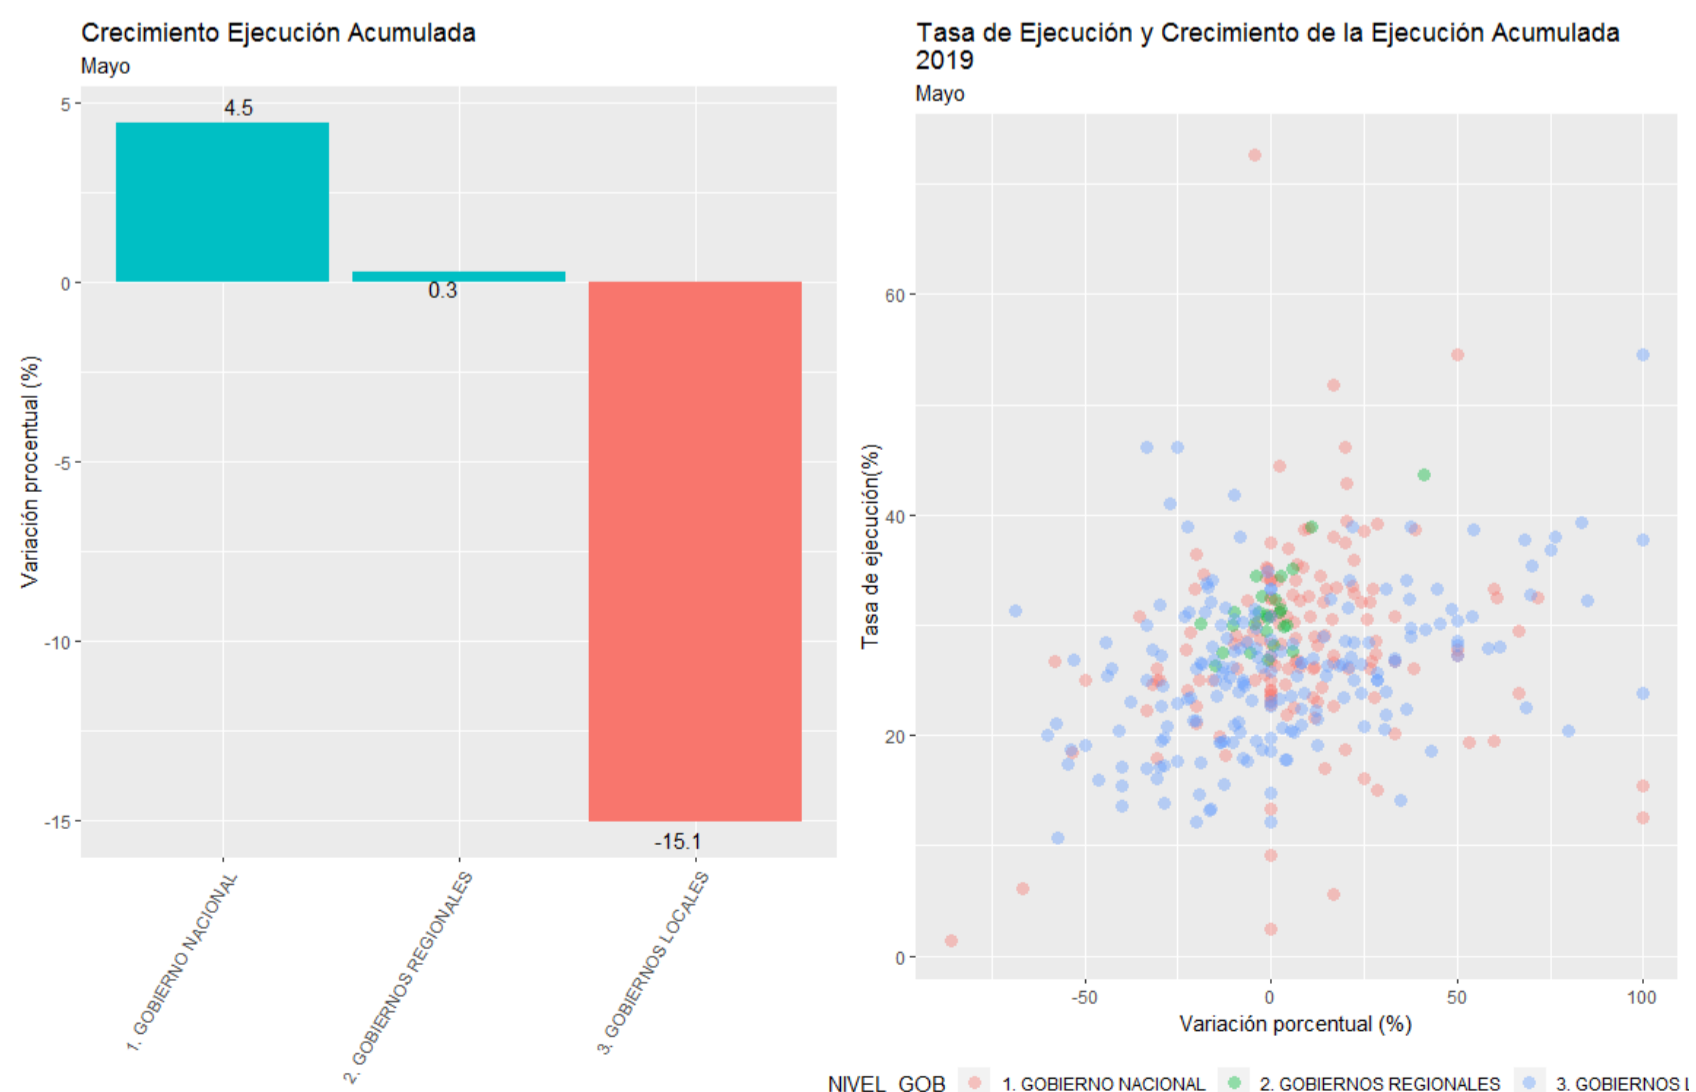 Crecimiento Ejecución Acumulada
Mayo
Variación procentual (%)
5
0
-5
-10
-15
4.5
0.3
-15.1
1. GOBIERNO NACIONAL
2. GOBIERNOS REGIONALES
3. GOBIERNOS LOCALES
Tasa de Ejecución y Crecimiento de la Ejecución Acumulada
2019
Mayo
Tasa de ejecución(%)
60
40
20
0
-50
0
50
100
Variación porcentual (%)
NIVEL_GOB
1. GOBIERNO NACIONAL
2. GOBIERNOS REGIONALES
3. GOBIERNOS L